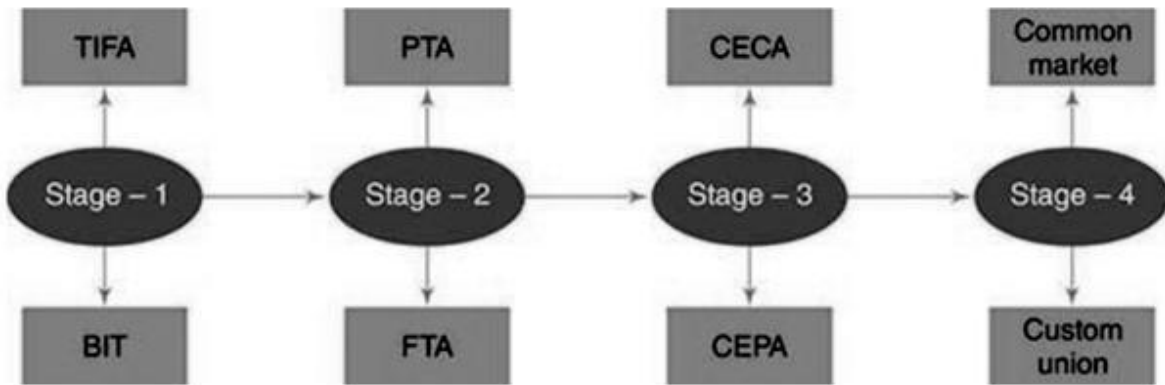 TIFA
PTA
CECA
Common
market
Stage – 1
Stage – 2
Stage – 3
Stage – 4
BIT
FTA
CEPA
Custom
union